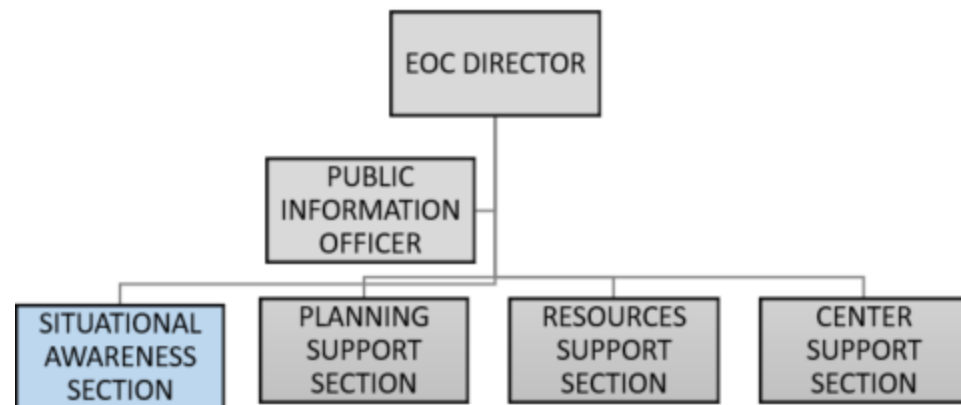 EOC DIRECTOR
PUBLIC
INFORMATION
OFFICER
SITUATIONAL
AWARENESS
SECTION
PLANNING
SUPPORT
SECTION
RESOURCES
SUPPORT
SECTION
CENTER
SUPPORT
SECTION